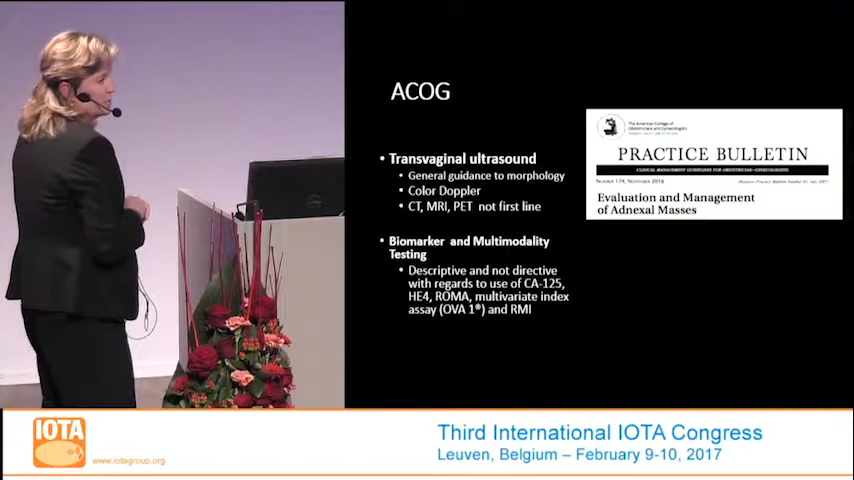 ACOG
• Transvaginal ultrasound
• General guidance to morphology
• Color Doppler
• CT, MRI, PET not first line
• Biomarker and Multimodality
Testing
• Descriptive and not directive
with regards to use of CA-125,
HE4, ROMA, multivariate index
assay (OVA 1®) and RMI
The American College of
Obstetricians and Gynecologists
PRACTICE BULLETIN
CLINICAL MANAGEMENT GUIDELINES FOR OBSTETRICIAN–GYNECOLOGISTS
NUMBER 174, NOVEMBER 2016
Evaluation and Management
of Adnexal Masses
IOTA
www.iotagroup.org
Third International IOTA Congress
Leuven, Belgium – February 9-10, 2017